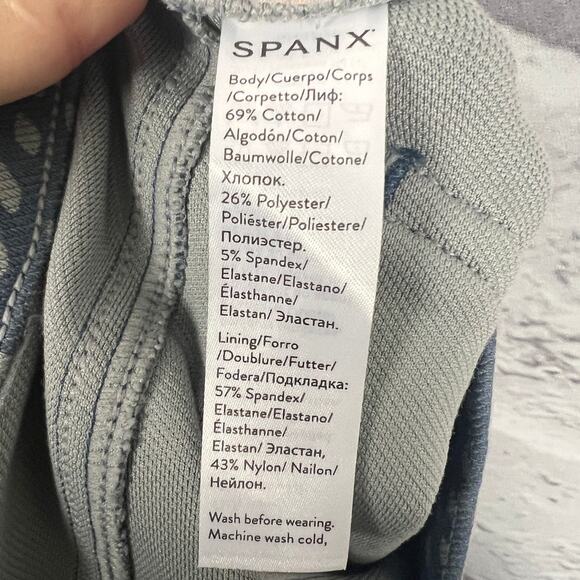 SPANX
Body/Cuerpo/Corps
/Corpetto/Лиф:
69% Cotton/
Algodón/Coton/
Baumwolle/Cotone/
Хлопок.
26% Polyester/
Poliéster/Poliestere/
Полиэстер.
5% Spandex/
Elastane/Elastano/
Élasthanne/
Elastan/ Эластан.
Lining/Forro
/Doublure/Futter/
Fodera/Подкладка:
57% Spandex/
Elastane/Elastano/
Élasthanne/
Elastan/ Эластан,
43% Nylon/ Nailon/
Нейлон.
Wash before wearing.
Machine wash cold,